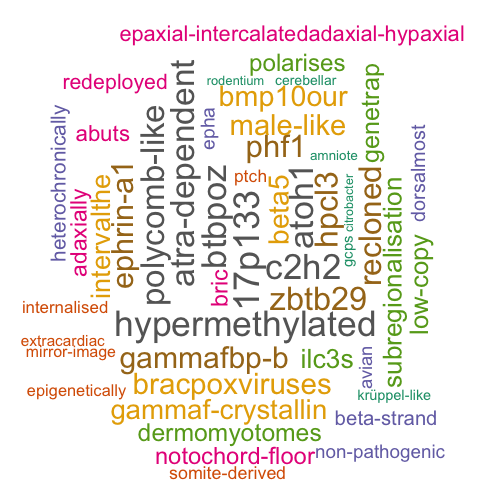 epaxial-intercalatedadaxial-hypaxial
polarises
redeployed
rodentium
cerebellar
bmp10our
male-like
genetrap
abuts
epha
phf1
amniote
heterochronically
polycomb-like
atra-dependent
ptch
dorsalmost
adaxially
intervalthe
ephrin-a1
btbpoz
17p133
beta5
atoh1
hpcl3
gcps
citrobacter
recloned
subregionalisation
low-copy
bric
c2h2
zbtb29
internalised
hypermethylated
extracardiac
mirror-image
gammafbp-b
ilc3s
avian
epigenetically
bracpoxviruses
krüppel-like
gammaf-crystallin
beta-strand
dermomyotomes
notochord-floor
non-pathogenic
somite-derived